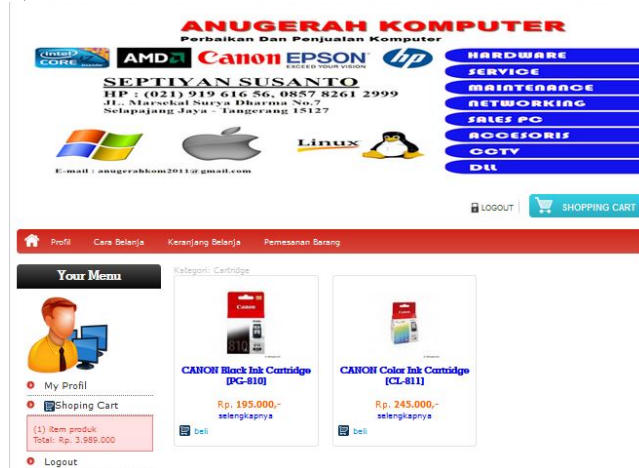 ANUGERAH KOMPUTER
Perbaikan Dan Penjualan Komputer
intel
CORE
AMD
Canon
EPSON
EXCEED YOUR VISION
hp
SEPTIYAN SUSANTO
HP : (021) 919 616 56, 0857 8261 2999
JL. Marsekal Surya Dharma No.7
Selapajang Jaya - Tangerang 15127
Linux
E-mail : anugerahkom2011@gmail.com
HARDWARE
SERVICE
MAINTENANCE
NETWORKING
SALES PC
ACCESORIS
CCTV
DLL
LOGOUT
SHOPPING CART
Profil Cara Belanja Keranjang Belanja Pemesanan Barang
Your Menu
My Profil
Shoping Cart
(1) item produk
Total: Rp. 3.989.000
Logout
Kategori: Cartridge
Canon
810
CANON Black Ink Cartridge
[PG-810]
Rp. 195.000,-
selengkapnya
beli
Canon
CANON Color Ink Cartridge
[CL-811]
Rp. 245.000,-
selengkapnya
beli